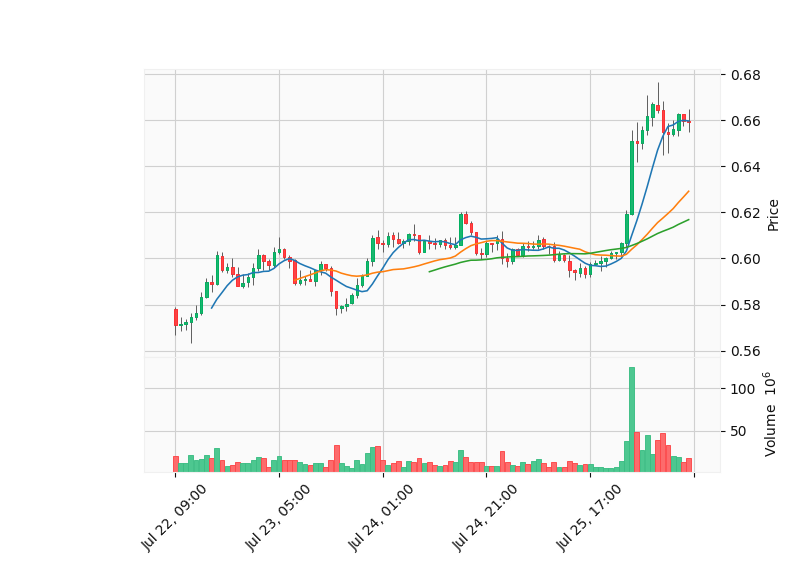 0.68
0.66
0.64
0.62
0.60
0.58
0.56
Price
100
50
Volume 10^6
Jul 22, 09:00
Jul 23, 05:00
Jul 24, 01:00
Jul 24, 21:00
Jul 25, 17:00